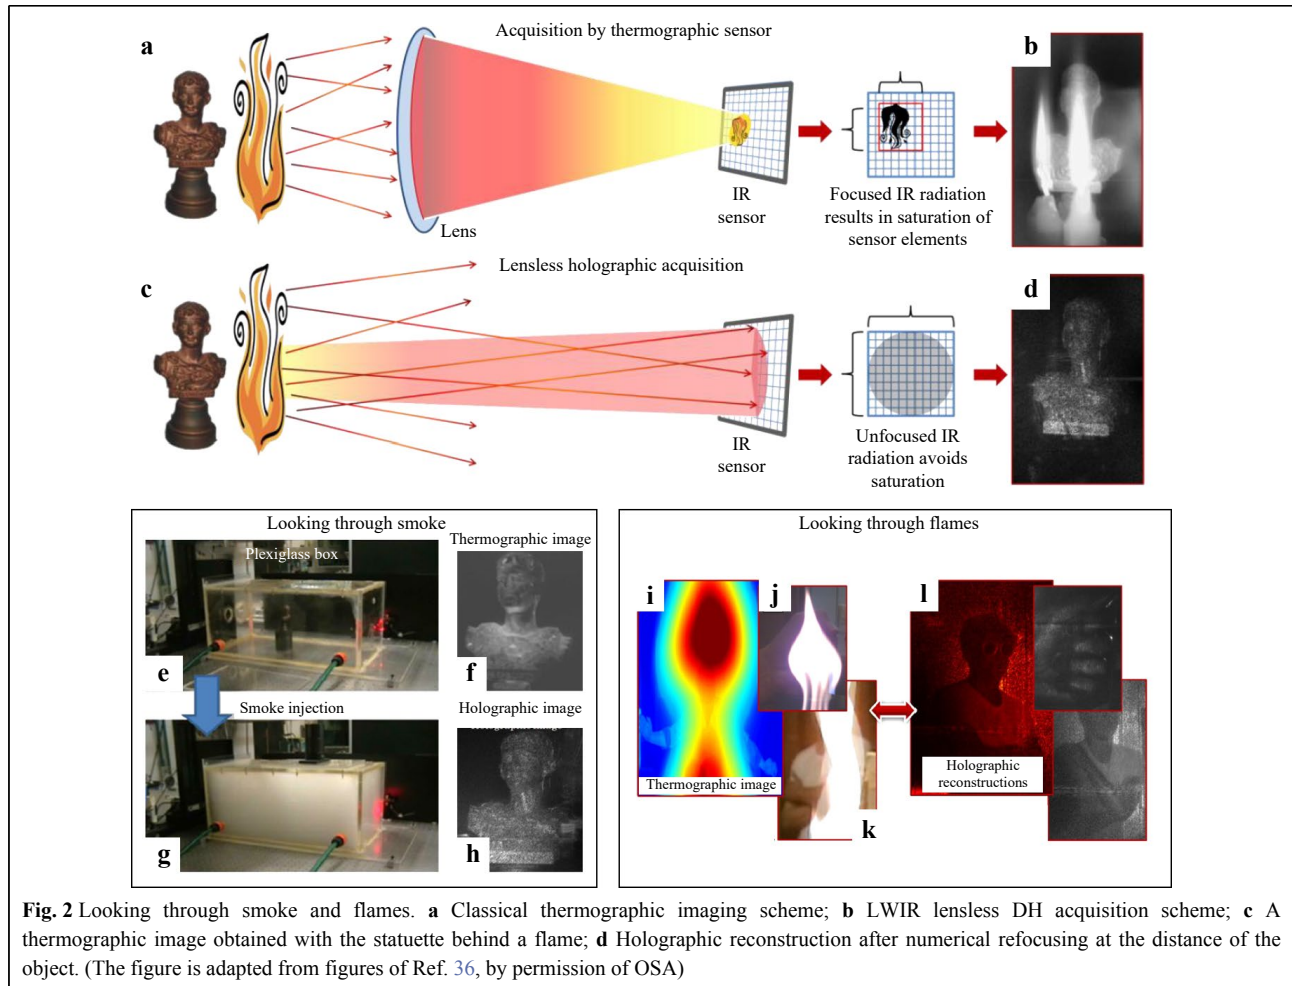 a
Acquisition by thermographic sensor
b
Lens
IR
sensor
Focused IR radiation
results in saturation of
sensor elements
c
Lensless holographic acquisition
d
IR
sensor
Unfocused IR
radiation avoids
saturation
Looking through smoke
Plexiglass box
Thermographic image
e
f
Smoke injection
Holographic image
g
h
Looking through flames
i
j
l
Thermographic image
k
Holographic
reconstructions
Fig. 2 Looking through smoke and flames. a Classical thermographic imaging scheme; b LWIR lensless DH acquisition scheme; c A
thermographic image obtained with the statuette behind a flame; d Holographic reconstruction after numerical refocusing at the distance of the
object. (The figure is adapted from figures of Ref. 36, by permission of OSA)